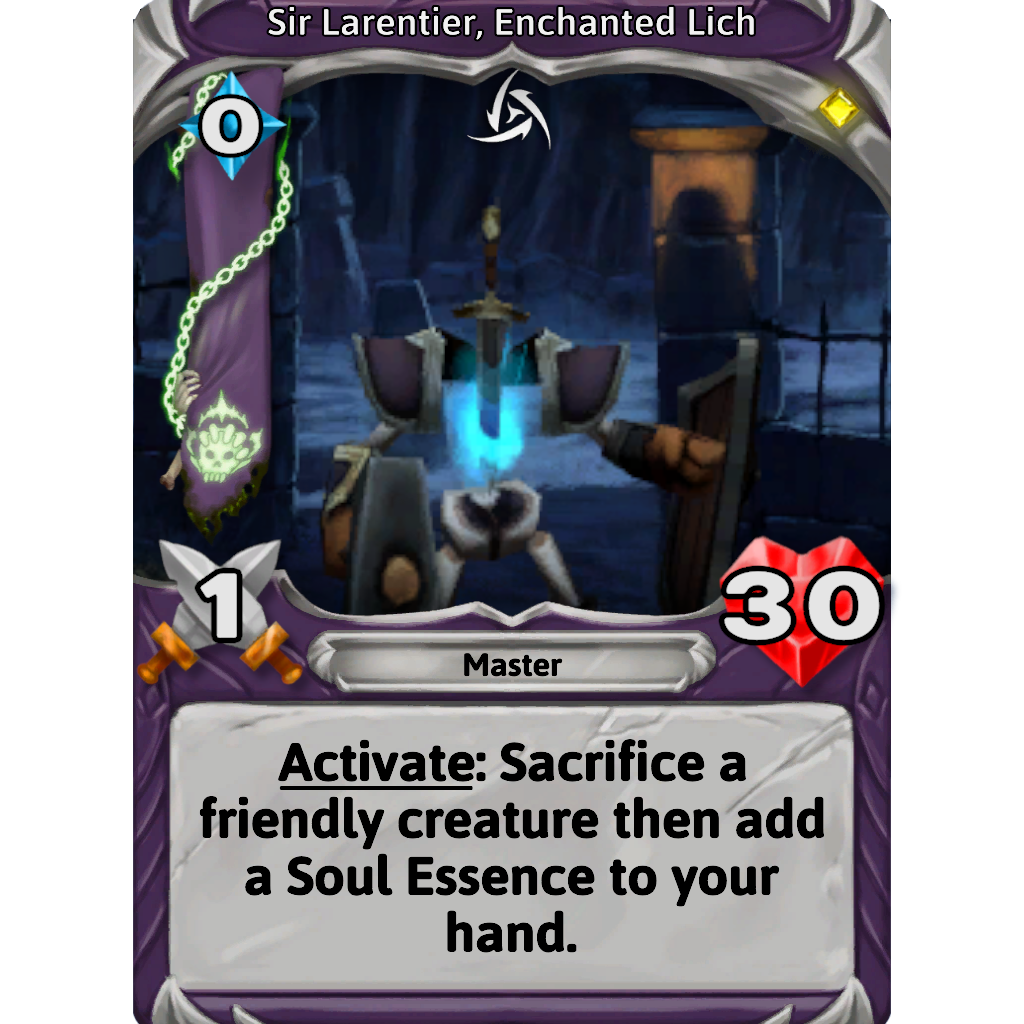 Sir Larentier, Enchanted Lich
0
1
30
Master
Activate: Sacrifice a
friendly creature then add
a Soul Essence to your
hand.